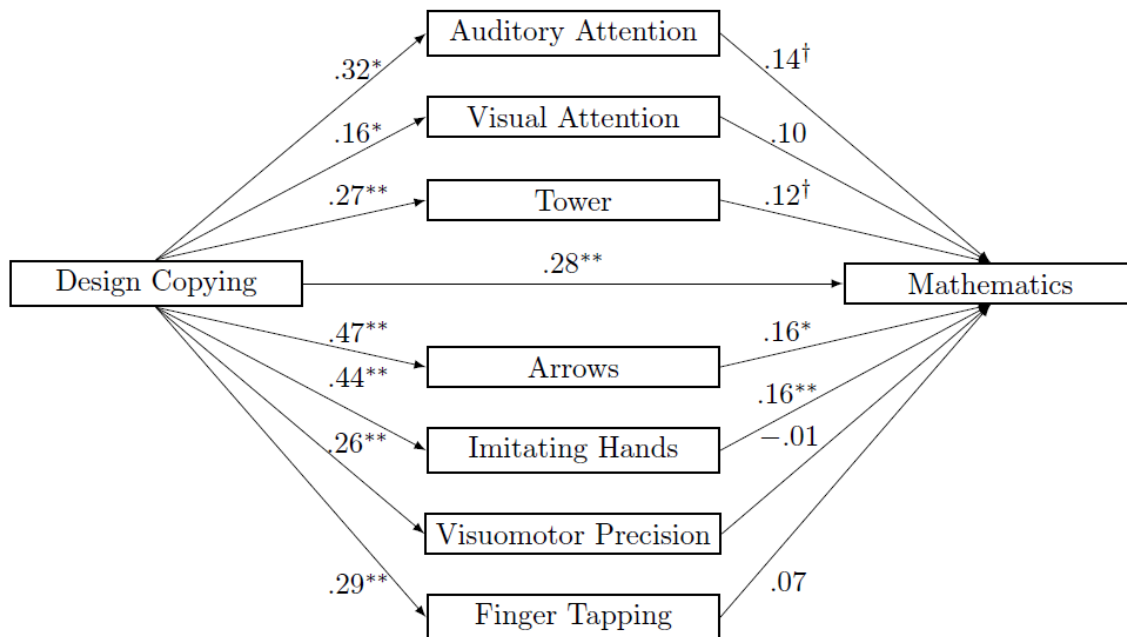 Auditory Attention
.32*
.14†
Visual Attention
.16*
.10
Tower
.27**
.12†
Design Copying
.28**
Mathematics
.47**
.16*
Arrows
.44**
.16**
Imitating Hands
.26**
−.01
Visuomotor Precision
.29**
.07
Finger Tapping